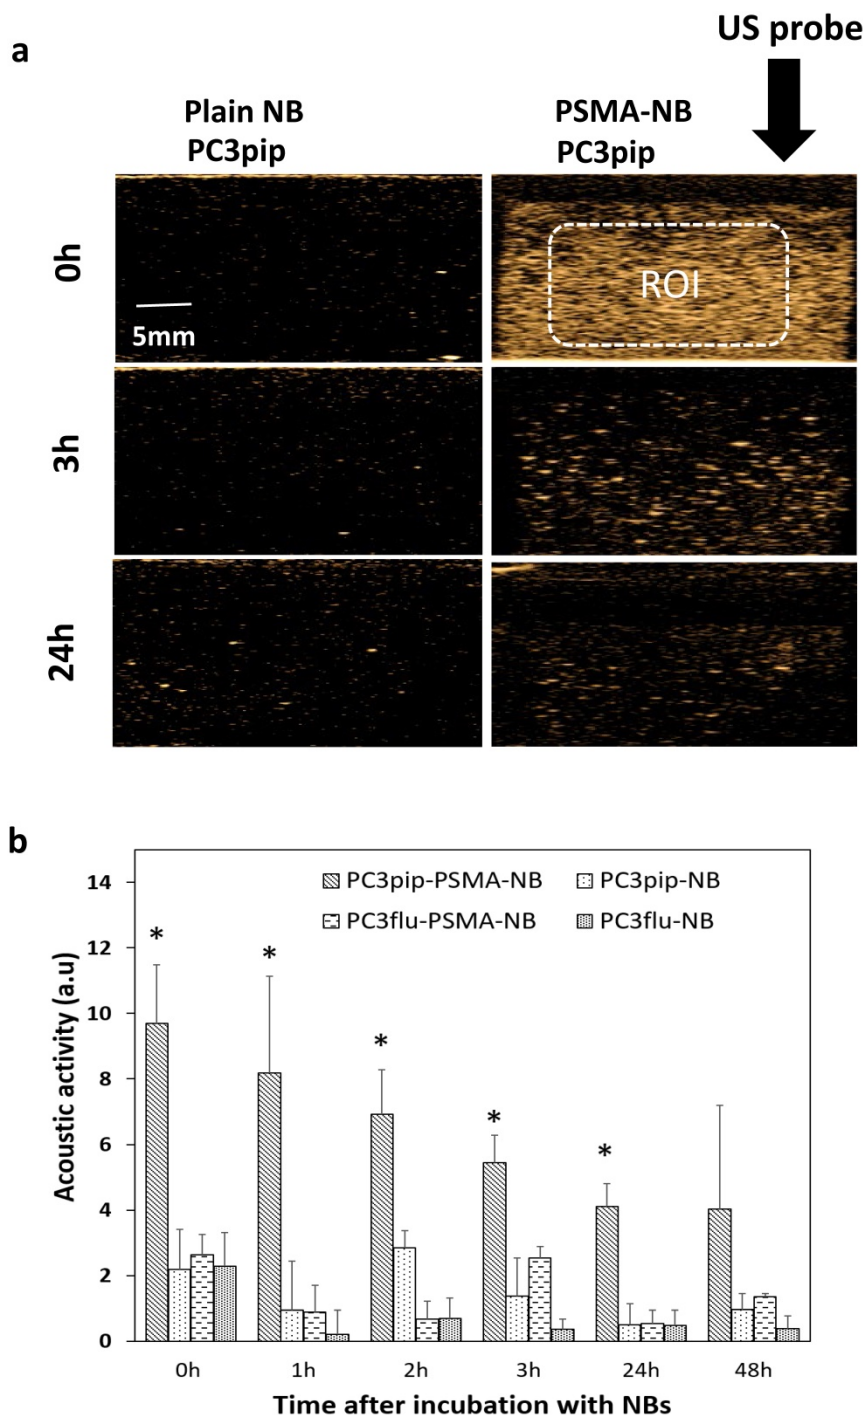 a
US probe
Plain NB
PC3pip
PSMA-NB
PC3pip
0h
5mm
ROI
3h
24h
b
PC3pip-PSMA-NB
PC3pip-NB
PC3flu-PSMA-NB
PC3flu-NB
14
12
10
8
6
4
2
0
*
*
*
*
*
Acoustic activity (a.u)
0h
1h
2h
3h
24h
48h
Time after incubation with NBs